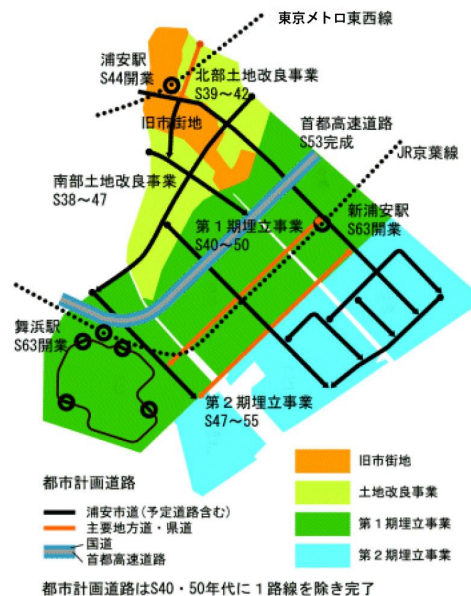 東京メトロ東西線
浦安駅
S44開業
北部土地改良事業
S39～42
旧市街地
首都高速道路
S53完成
JR京葉線
南部土地改良事業
S38～47
第１期埋立事業
S40～50
新浦安駅
S63開業
舞浜駅
S63開業
第２期埋立事業
S47～55
都市計画道路
浦安市道(予定道路含む)
主要地方道・県道
国道
首都高速道路
旧市街地
土地改良事業
第１期埋立事業
第２期埋立事業
都市計画道路はS40・50年代に１路線を除き完了